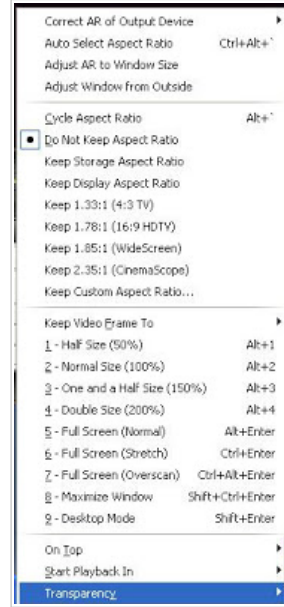 Correct AR of Output Device
Auto Select Aspect Ratio Ctrl+Alt+`
Adjust AR to Window Size
Adjust Window from Outside
Cycle Aspect Ratio Alt+`
Do Not Keep Aspect Ratio
Keep Storage Aspect Ratio
Keep Display Aspect Ratio
Keep 1.33:1 (4:3 TV)
Keep 1.78:1 (16:9 HDTV)
Keep 1.85:1 (WideScreen)
Keep 2.35:1 (CinemaScope)
Keep Custom Aspect Ratio...
Keep Video Frame To
1 - Half Size (50%) Alt+1
2 - Normal Size (100%) Alt+2
3 - One and a Half Size (150%) Alt+3
4 - Double Size (200%) Alt+4
5 - Full Screen (Normal) Alt+Enter
6 - Full Screen (Stretch) Ctrl+Enter
7 - Full Screen (Overscan) Ctrl+Alt+Enter
8 - Maximize Window Shift+Ctrl+Enter
9 - Desktop Mode Shift+Enter
On Top
Start Playback In
Transparency